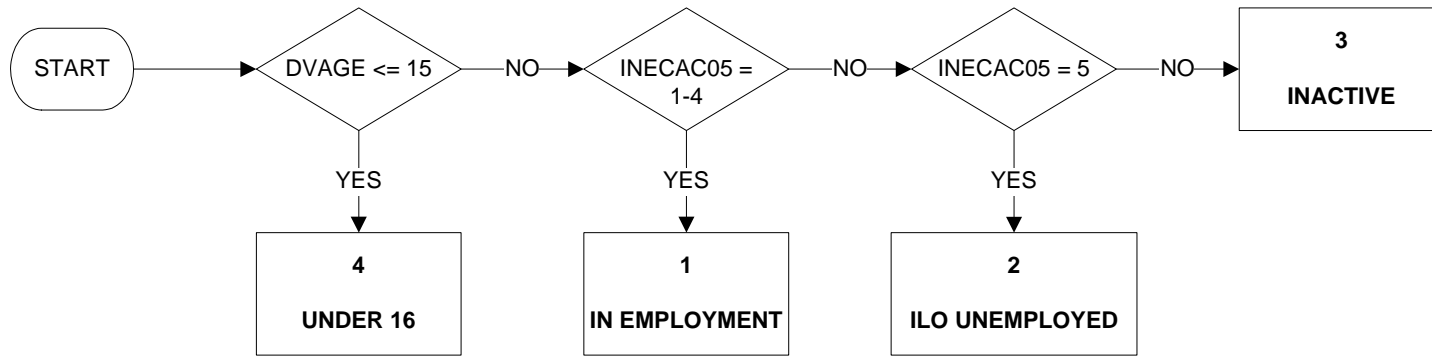 START
DVAGE <= 15
NO
INECAC05 =
1-4
NO
INECAC05 = 5
NO
3
INACTIVE
YES
YES
YES
4
UNDER 16
1
IN EMPLOYMENT
2
ILO UNEMPLOYED